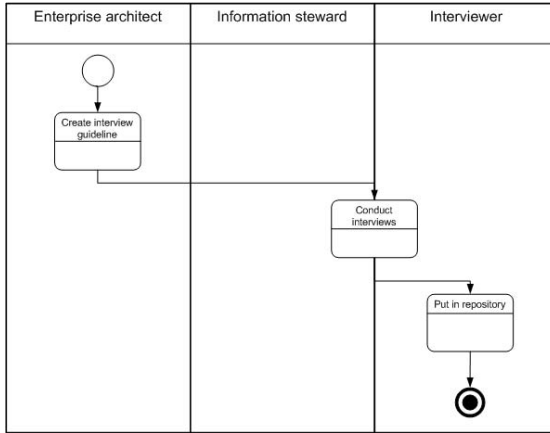 Enterprise architect
Information steward
Interviewer
Create interview
guideline
Conduct
interviews
Put in repository